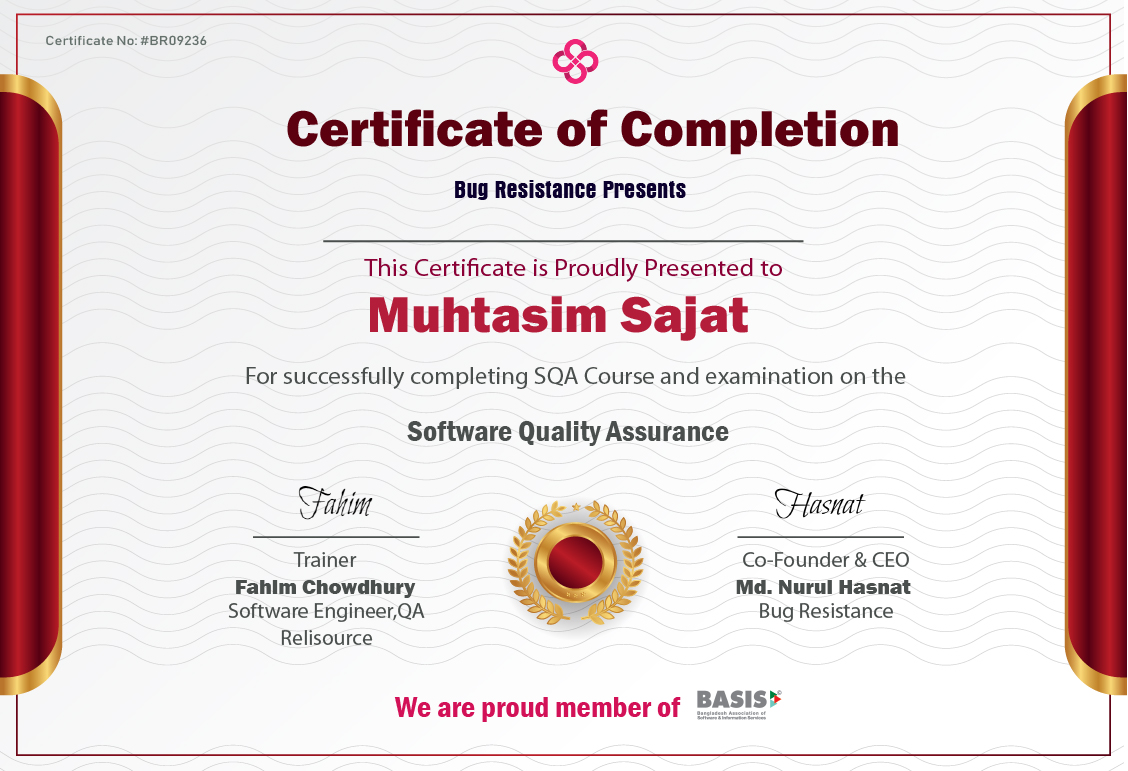 Certificate No: #BR09236
Certificate of Completion
Bug Resistance Presents
This Certificate is Proudly Presented to
Muhtasim Sajat
For successfully completing SQA Course and examination on the
Software Quality Assurance
Fahim
Trainer
FahIm Chowdhury
Software Engineer,QA
Relisource
Hasnat
Co-Founder & CEO
Md. Nurul Hasnat
Bug Resistance
We are proud member of
BASIS
Bangladesh Association of
Software & Information Services